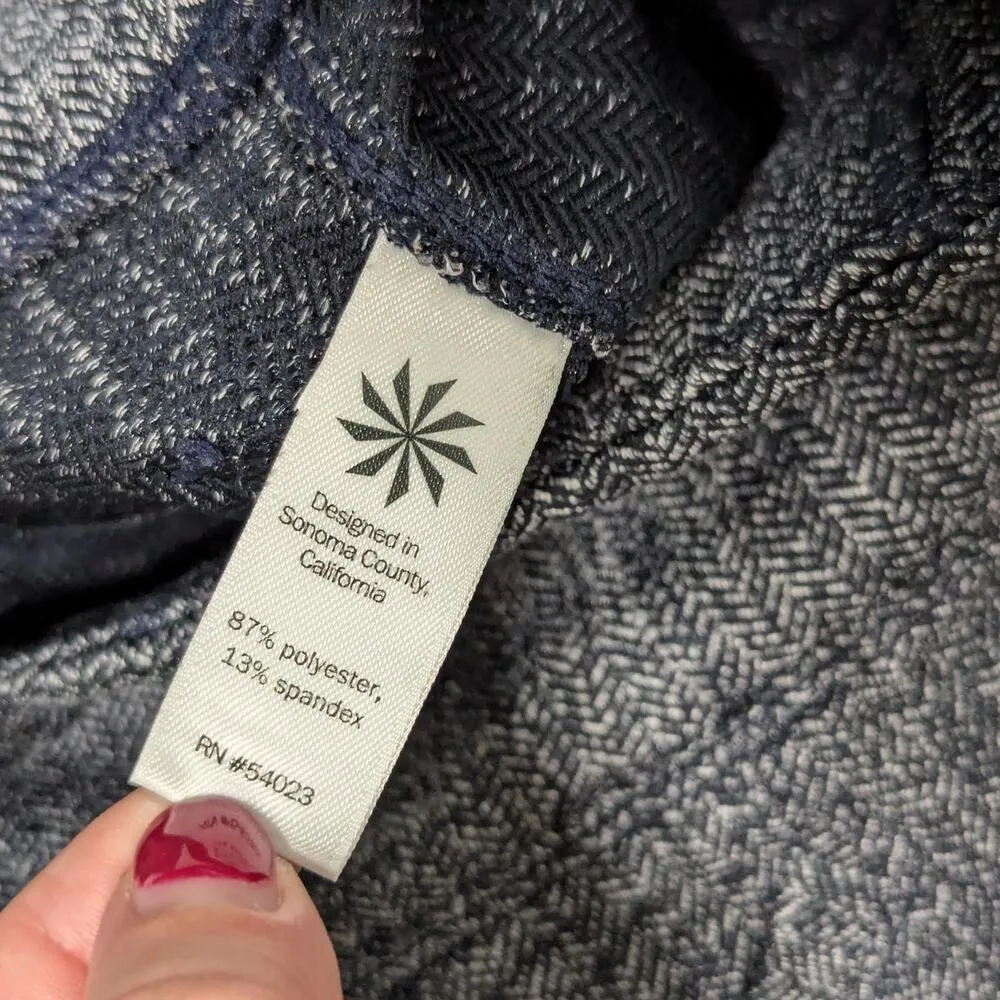 Designed in
Sonoma County,
California
87% polyester,
13% spandex
RN #54023